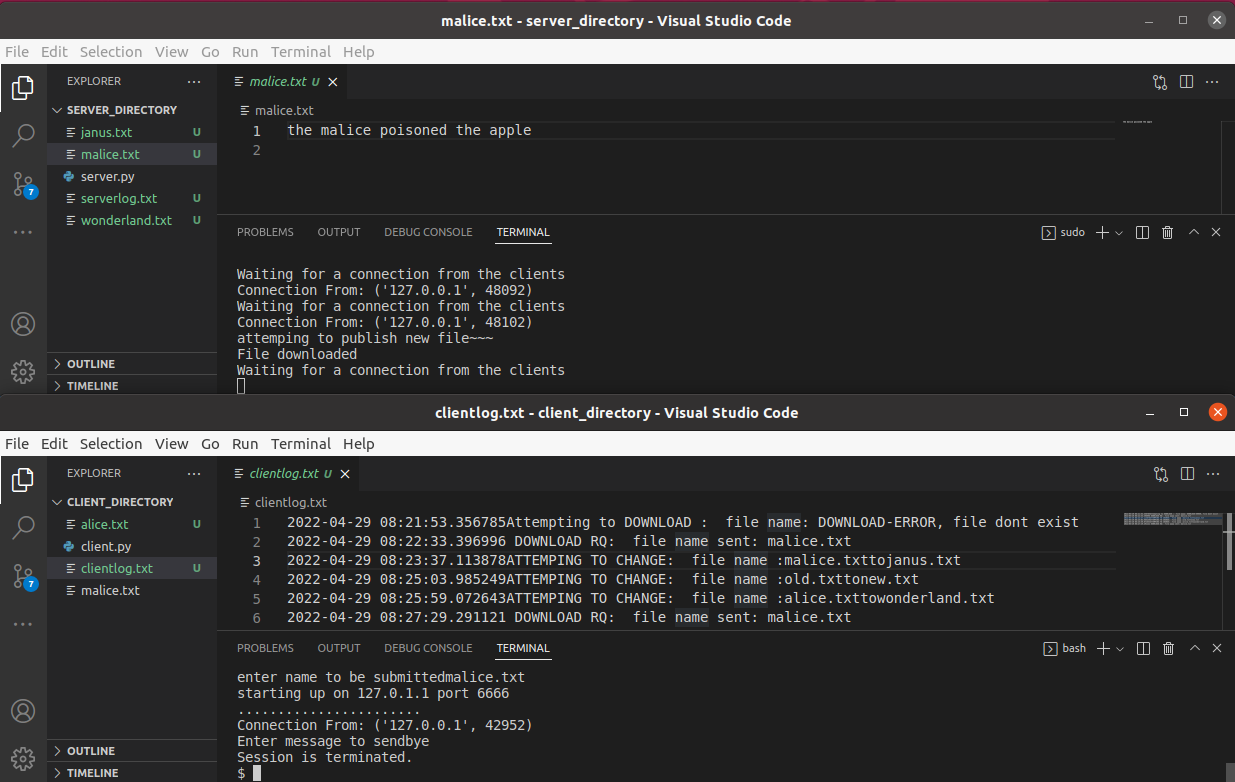 malice.txt - server_directory - Visual Studio Code
File Edit Selection View Go Run Terminal Help
EXPLORER
SERVER_DIRECTORY
janus.txt U
malice.txt U
server.py
serverlog.txt U
wonderland.txt U
OUTLINE
TIMELINE
7
malice.txt U
malice.txt
1 the malice poisoned the apple
2
PROBLEMS OUTPUT DEBUG CONSOLE TERMINAL
sudo
Waiting for a connection from the clients
Connection From: ('127.0.0.1', 48092)
Waiting for a connection from the clients
Connection From: ('127.0.0.1', 48102)
attemping to publish new file~~~
File downloaded
Waiting for a connection from the clients
clientlog.txt - client_directory - Visual Studio Code
File Edit Selection View Go Run Terminal Help
EXPLORER
CLIENT_DIRECTORY
alice.txt U
client.py
clientlog.txt U
malice.txt
OUTLINE
TIMELINE
7
clientlog.txt U
clientlog.txt
1 2022-04-29 08:21:53.356785Attempting to DOWNLOAD :  file name: DOWNLOAD-ERROR, file dont exist
2 2022-04-29 08:22:33.396996 DOWNLOAD RQ:  file name sent: malice.txt
3 2022-04-29 08:23:37.113878ATTEMPING TO CHANGE:  file name :malice.txttojanus.txt
4 2022-04-29 08:25:03.985249ATTEMPING TO CHANGE:  file name :old.txttonew.txt
5 2022-04-29 08:25:59.072643ATTEMPING TO CHANGE:  file name :alice.txttowonderland.txt
6 2022-04-29 08:27:29.291121 DOWNLOAD RQ:  file name sent: malice.txt
PROBLEMS OUTPUT DEBUG CONSOLE TERMINAL
bash
enter name to be submittedmalice.txt
starting up on 127.0.1.1 port 6666
.......................
Connection From: ('127.0.0.1', 42952)
Enter message to sendbye
Session is terminated.
$